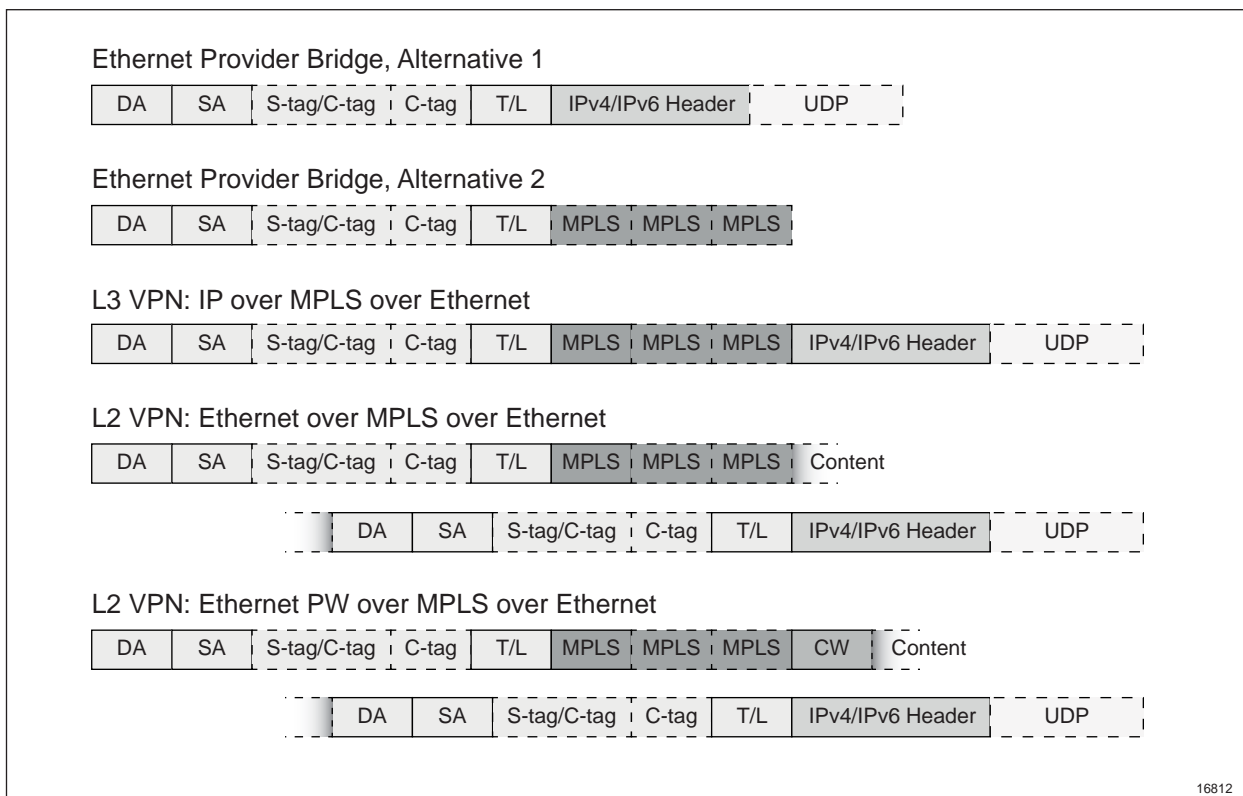 Ethernet Provider Bridge, Alternative 1
DA SA S-tag/C-tag C-tag T/L IPv4/IPv6 Header UDP
Ethernet Provider Bridge, Alternative 2
DA SA S-tag/C-tag C-tag T/L MPLS MPLS MPLS
L3 VPN: IP over MPLS over Ethernet
DA SA S-tag/C-tag C-tag T/L MPLS MPLS MPLS IPv4/IPv6 Header UDP
L2 VPN: Ethernet over MPLS over Ethernet
DA SA S-tag/C-tag C-tag T/L MPLS MPLS MPLS Content
DA SA S-tag/C-tag C-tag T/L IPv4/IPv6 Header UDP
L2 VPN: Ethernet PW over MPLS over Ethernet
DA SA S-tag/C-tag C-tag T/L MPLS MPLS MPLS CW Content
DA SA S-tag/C-tag C-tag T/L IPv4/IPv6 Header UDP
16812